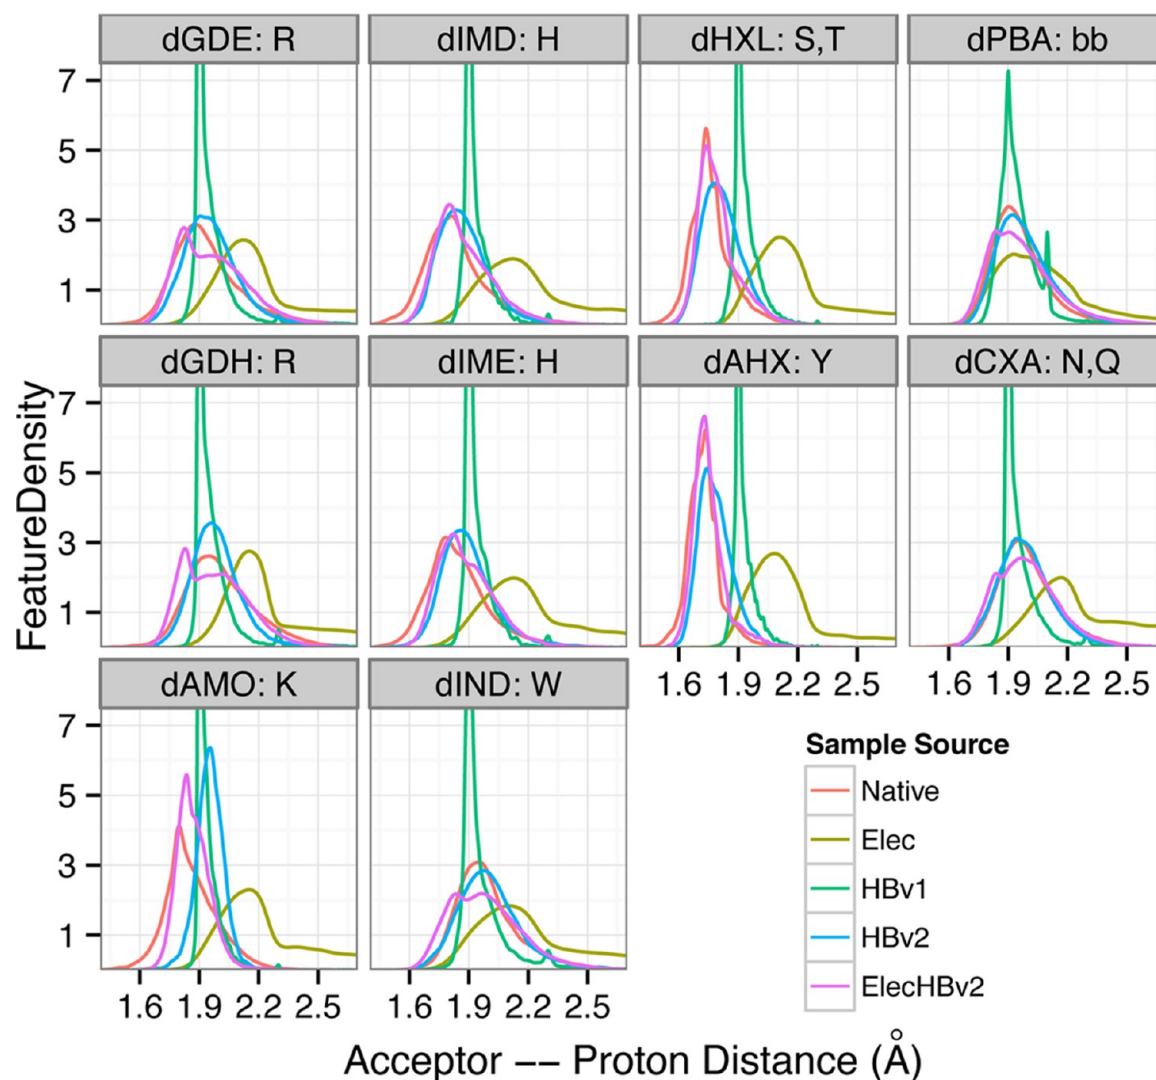 dGDE: R
dIMD: H
dHXL: S,T
dPBA: bb
7
5
3
1
dGDH: R
dIME: H
dAHX: Y
dCXA: N,Q
7
5
3
1
1.6 1.9 2.2 2.5
1.6 1.9 2.2 2.5
dAMO: K
dIND: W
7
5
3
1
1.6 1.9 2.2 2.5
1.6 1.9 2.2 2.5
FeatureDensity
Acceptor –– Proton Distance (Å)
Sample Source
Native
Elec
HBv1
HBv2
ElecHBv2